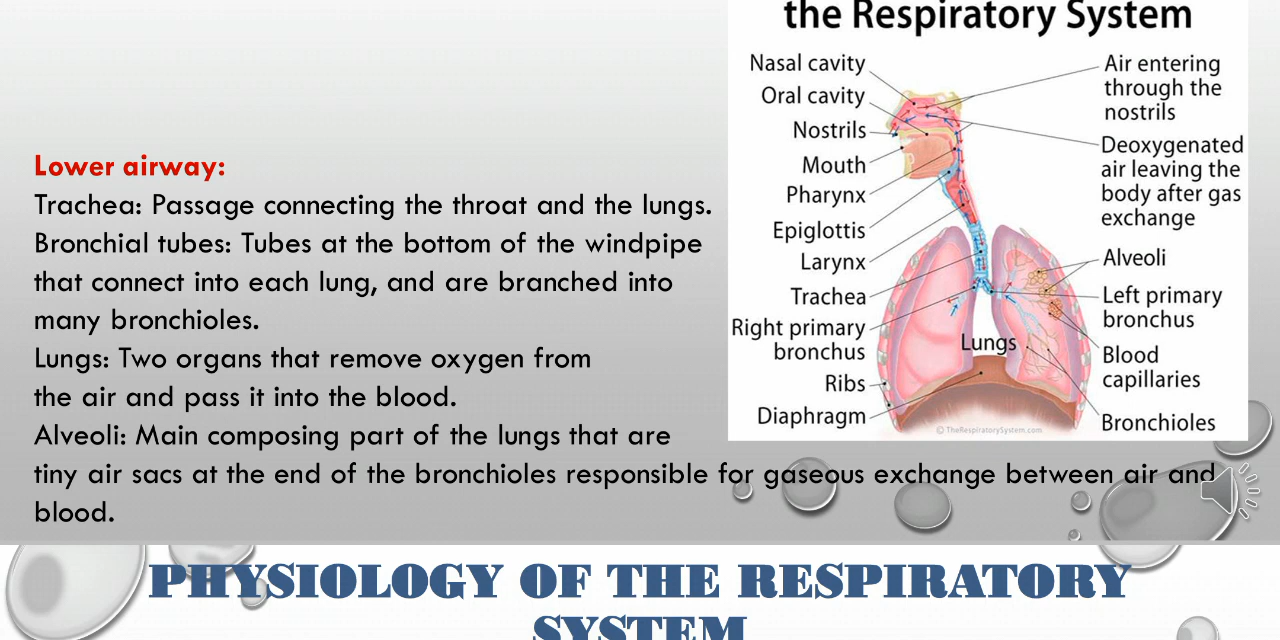 the Respiratory System
Nasal cavity
Oral cavity
Nostrils
Mouth
Pharynx
Epiglottis
Larynx
Trachea
Right primary
bronchus
Ribs
Diaphragm
Lungs
Air entering
through the
nostrils
Deoxygenated
air leaving the
body after gas
exchange
Alveoli
Left primary
bronchus
Blood
capillaries
Bronchioles
© TheRespiratorySystem.com
Lower airway:
Trachea: Passage connecting the throat and the lungs.
Bronchial tubes: Tubes at the bottom of the windpipe
that connect into each lung, and are branched into
many bronchioles.
Lungs: Two organs that remove oxygen from
the air and pass it into the blood.
Alveoli: Main composing part of the lungs that are
tiny air sacs at the end of the bronchioles responsible for gaseous exchange between air and
blood.
PHYSIOLOGY OF THE RESPIRATORY
SYSTEM